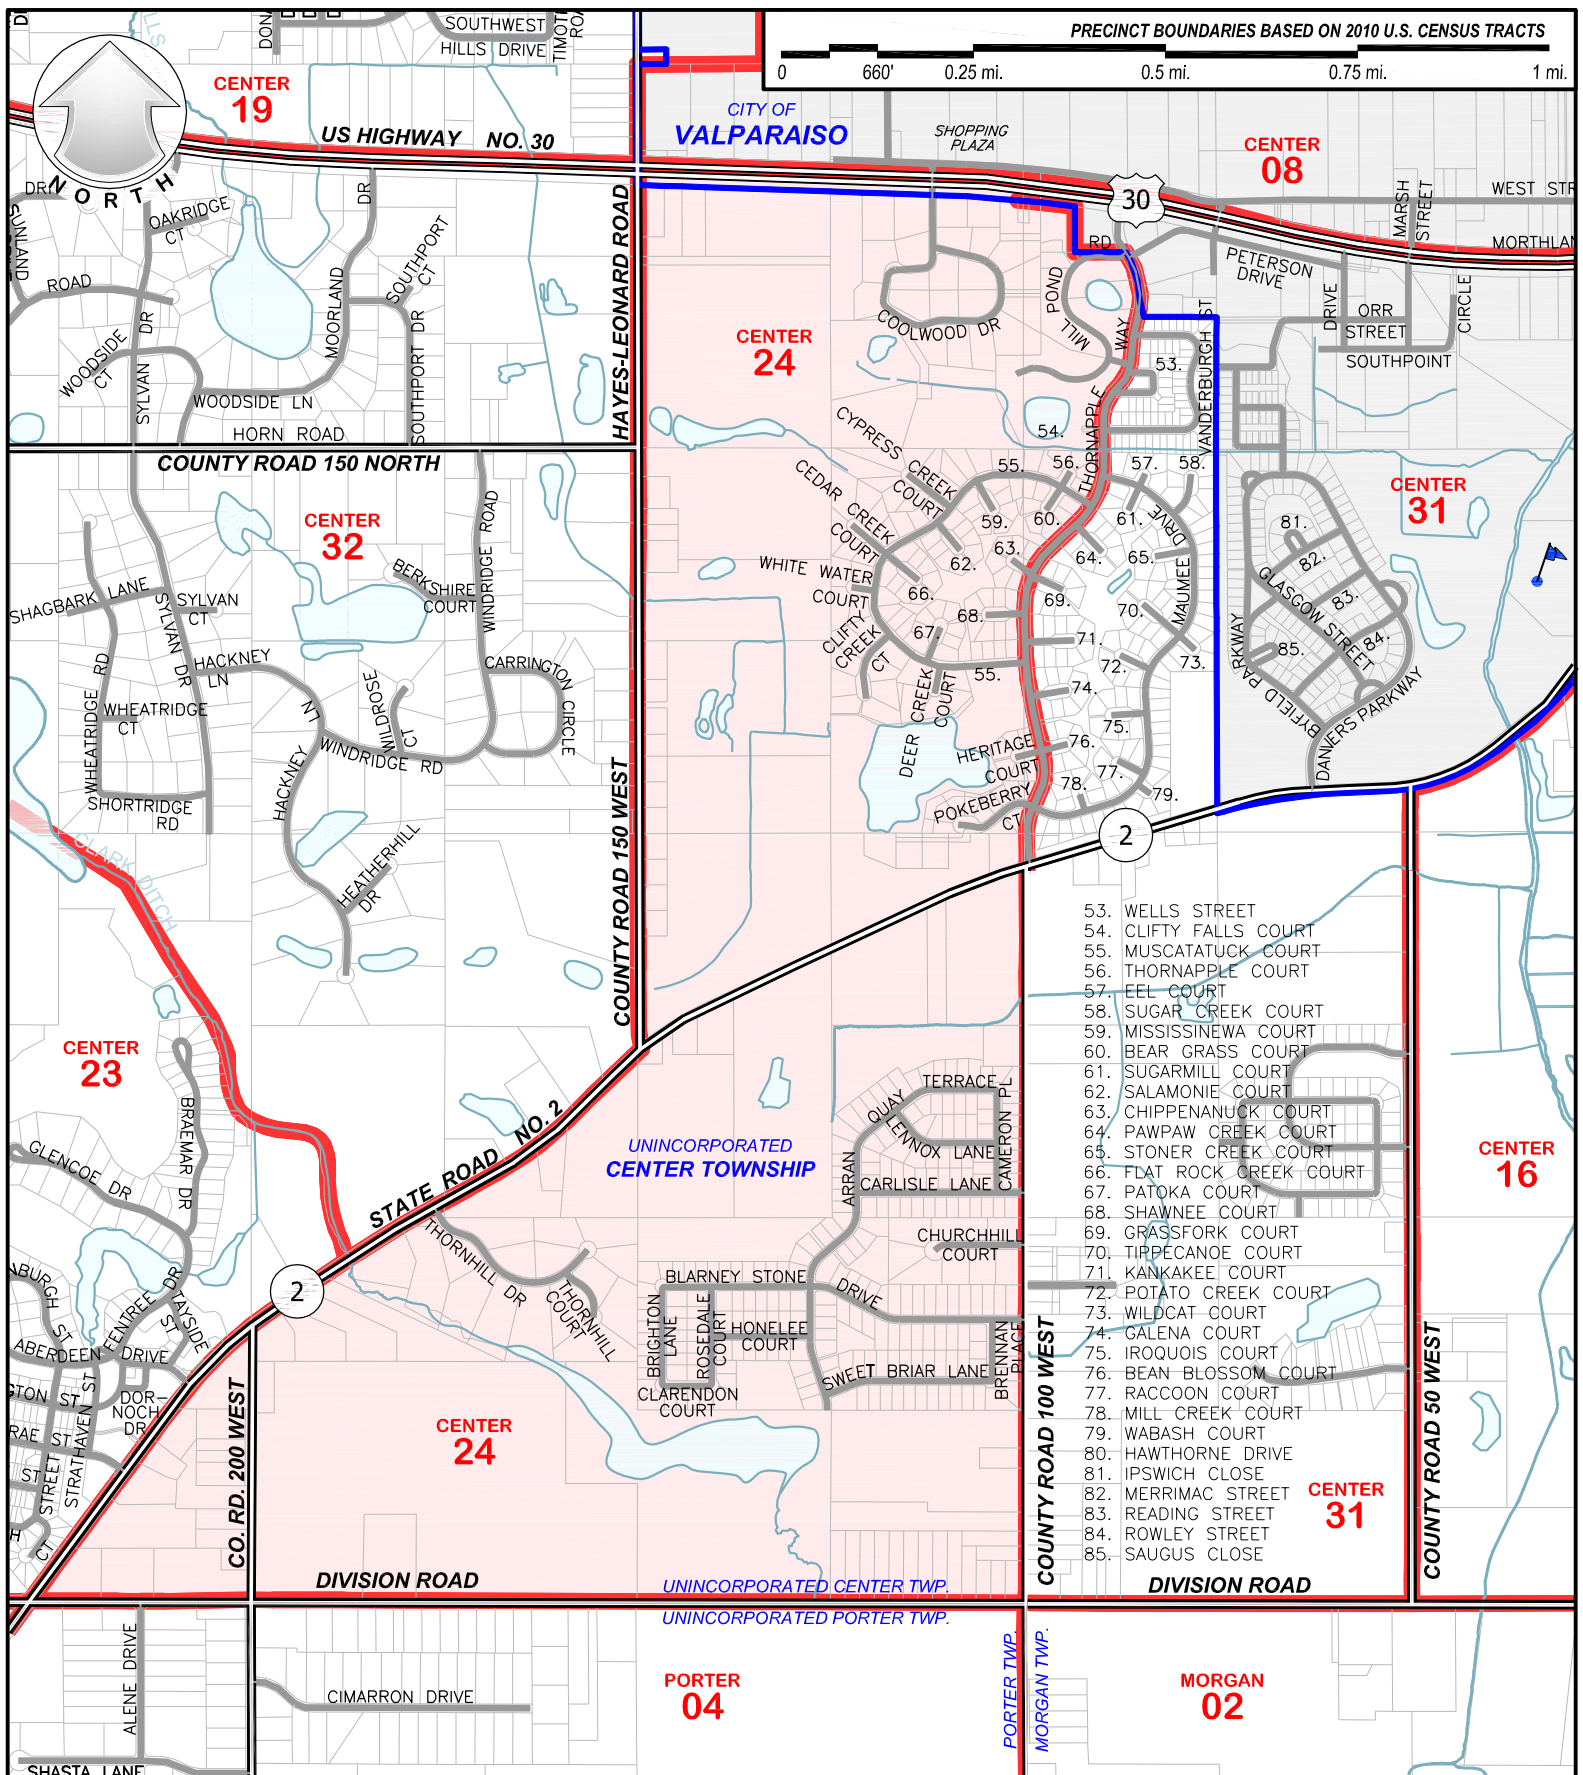 PRECINCT BOUNDARIES BASED ON 2010 U.S. CENSUS TRACTS
0 660' 0.25 mi. 0.5 mi. 0.75 mi. 1 mi.
SOUTHWEST
HILLS DRIVE
CENTER
19
NORTH
US HIGHWAY NO. 30
CITY OF
VALPARAISO
SHOPPING
PLAZA
CENTER
08
30
WEST STR
MARSH
STREET
MORTHLAN
PETERSON
DRIVE
DRIVE
ORR
STREET
CIRCLE
SOUTHPOINT
SUNLAND
DRIVE
OAKRIDGE
CT
DR
ROAD
SOUTHPORT
CT
MOORLAND
SOUTHPORT DR
WOODSIDE
CT
SYLVAN DR
WOODSIDE LN
HORN ROAD
HAYES-LEONARD ROAD
COUNTY ROAD 150 NORTH
CENTER
24
COOLWOOD DR
MILL POND RD
THORNAPPLE WAY
VANDERBURGH ST
53.
54.
CYPRESS CREEK
COURT
CEDAR CREEK
COURT
WHITE WATER
COURT
CLIFTY
CREEK
CT
DEER CREEK
COURT
55.
56.
57.
58.
59.
60.
61.
62.
63.
64.
65.
66.
67.
68.
69.
70.
71.
72.
73.
55.
74.
75.
76.
77.
78.
79.
MAUMEE DRIVE
HERITAGE
COURT
POKEBERRY
CT
CENTER
31
81.
82.
83.
84.
85.
GLASGOW STREET
BYFIELD PARKWAY
DANVERS PARKWAY
CENTER
32
BERKSHIRE
COURT
WINDRIDGE ROAD
SHAGBARK LANE
SYLVAN
CT
SYLVAN DR
HACKNEY
LN
WHEATRIDGE RD
WHEATRIDGE
CT
WILDROSE
CT
CARRINGTON CIRCLE
WINDRIDGE RD
HACKNEY LN
SHORTRIDGE
RD
HEATHERHILL
DR
CLARK DITCH
COUNTY ROAD 150 WEST
2
CENTER
23
BRAEMAR DR
GLENCOE DR
STATE ROAD NO. 2
UNINCORPORATED
CENTER TOWNSHIP
THORNHILL
DR
THORNHILL
COURT
2
TAYSIDE
ST
ABERDEEN DRIVE
DOR-
NOCH
DR
STRATHAVEN ST
STREET
RAE ST
ST
CT
CO. RD. 200 WEST
CENTER
24
QUAY
TERRACE
LENNOX LANE
CAMERON PL
ARRAN
CARLISLE LANE
CHURCHHILL
COURT
BLARNEY STONE
DRIVE
BRIGHTON
LANE
ROSEDALE
COURT
HONELEE
COURT
CLARENDON
COURT
SWEET BRIAR LANE
BRENNAN
PLACE
COUNTY ROAD 100 WEST
53. WELLS STREET
54. CLIFTY FALLS COURT
55. MUSCATATUCK COURT
56. THORNAPPLE COURT
57. EEL COURT
58. SUGAR CREEK COURT
59. MISSISSINEWA COURT
60. BEAR GRASS COURT
61. SUGARMILL COURT
62. SALAMONIE COURT
63. CHIPPENANUCK COURT
64. PAWPAW CREEK COURT
65. STONER CREEK COURT
66. FLAT ROCK CREEK COURT
67. PATOKA COURT
68. SHAWNEE COURT
69. GRASSFORK COURT
70. TIPPECANOE COURT
71. KANKAKEE COURT
72. POTATO CREEK COURT
73. WILDCAT COURT
74. GALENA COURT
75. IROQUOIS COURT
76. BEAN BLOSSOM COURT
77. RACCOON COURT
78. MILL CREEK COURT
79. WABASH COURT
80. HAWTHORNE DRIVE
81. IPSWICH CLOSE
82. MERRIMAC STREET
83. READING STREET
84. ROWLEY STREET
85. SAUGUS CLOSE
CENTER
16
CENTER
31
COUNTY ROAD 50 WEST
DIVISION ROAD
UNINCORPORATED CENTER TWP.
UNINCORPORATED PORTER TWP.
DIVISION ROAD
ALENE DRIVE
CIMARRON DRIVE
PORTER
04
PORTER TWP.
MORGAN TWP.
MORGAN
02
SHASTA LANE